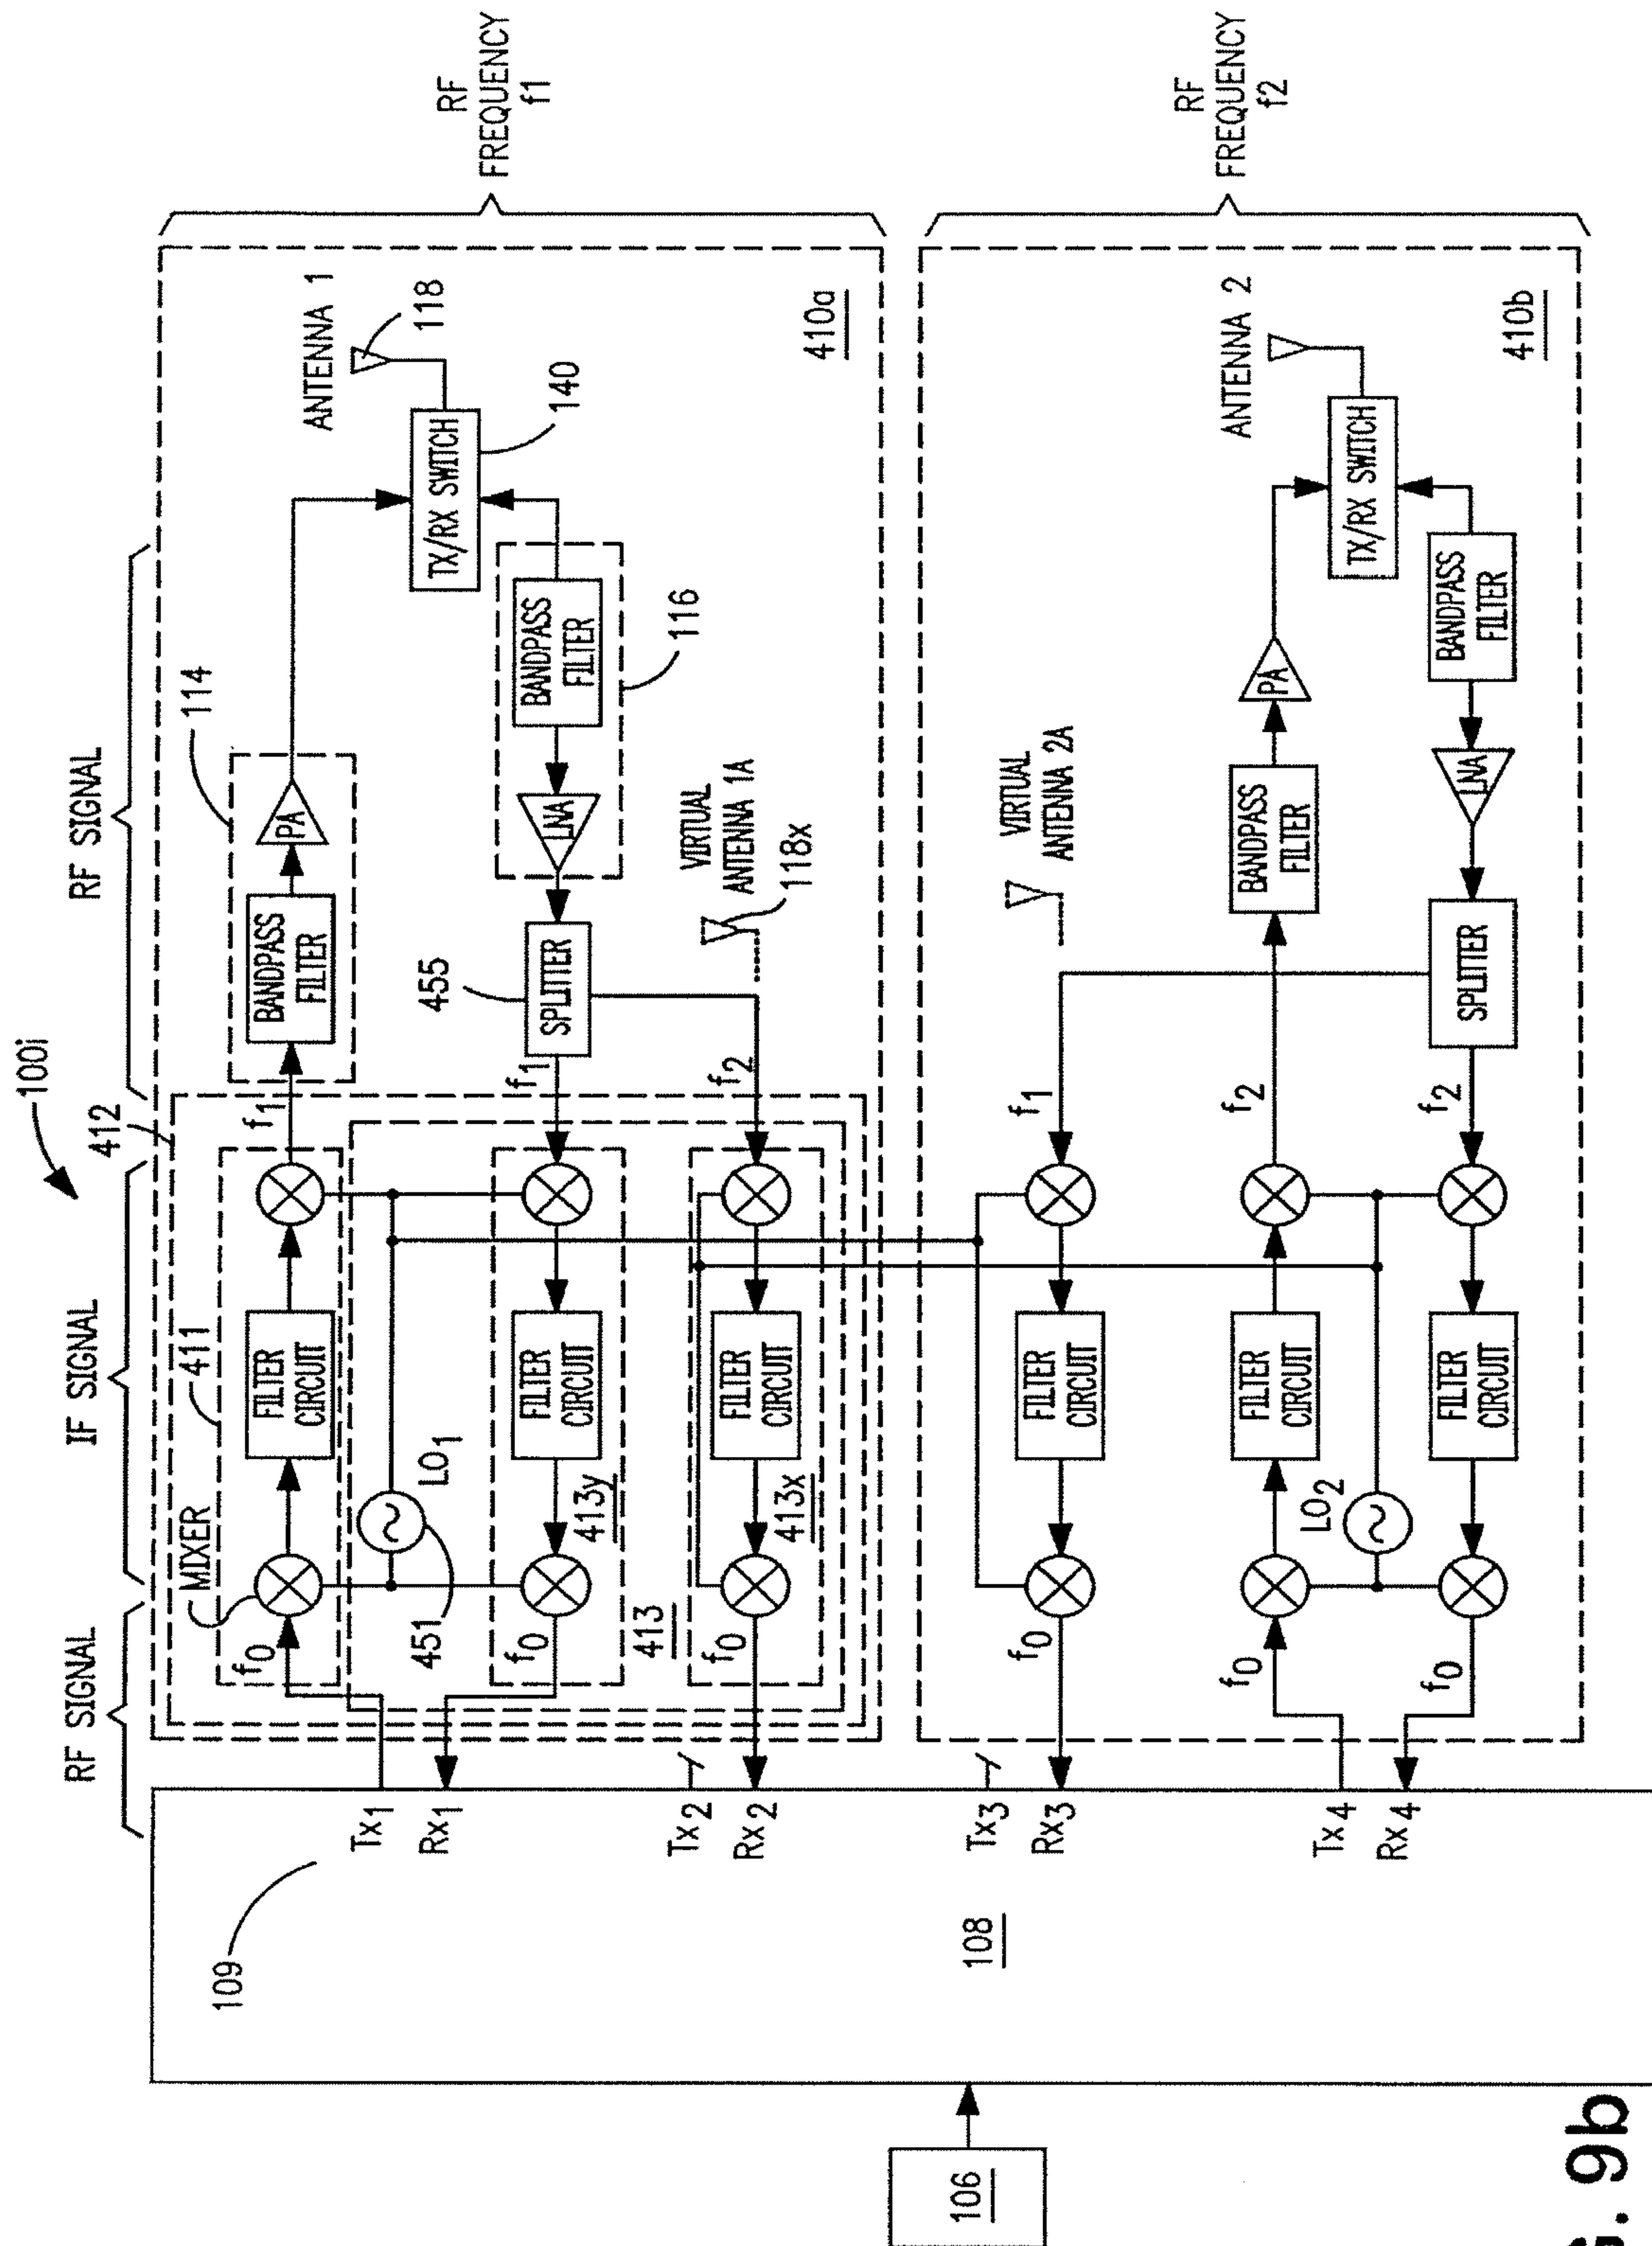 100i
RF SIGNAL
IF SIGNAL
RF SIGNAL
412
109
MIXER
411
f0
FILTER
CIRCUIT
f1
114
BANDPASS
FILTER
PA
ANTENNA 1
118
TX/RX SWITCH
140
RF
FREQUENCY
f1
Tx1
Rx1
451
LO1
f0
413y
FILTER
CIRCUIT
f1
455
SPLITTER
LNA
BANDPASS
FILTER
116
413
Tx2
Rx2
f0
413x
FILTER
CIRCUIT
f2
118x
VIRTUAL
ANTENNA 1A
410a
106
108
Tx3
Rx3
f0
FILTER
CIRCUIT
f1
VIRTUAL
ANTENNA 2A
RF
FREQUENCY
f2
f0
FILTER
CIRCUIT
f2
BANDPASS
FILTER
PA
ANTENNA 2
TX/RX SWITCH
Tx4
Rx4
LO2
f0
FILTER
CIRCUIT
f2
SPLITTER
LNA
BANDPASS
FILTER
410b
G. 9b